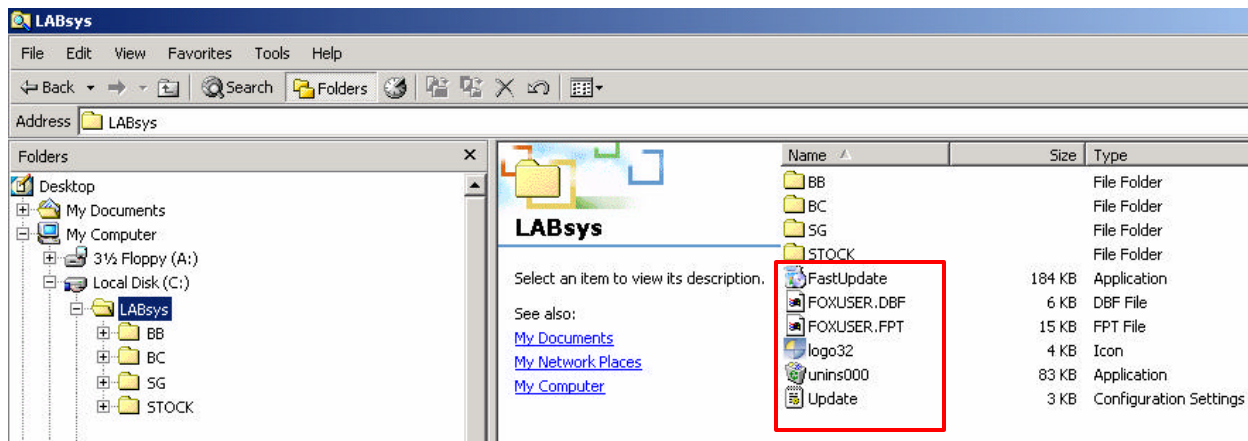 LABsys
File Edit View Favorites Tools Help
Back Search Folders
Address LABsys
Folders
Desktop
My Documents
My Computer
3½ Floppy (A:)
Local Disk (C:)
LABsys
BB
BC
SG
STOCK
LABsys
Select an item to view its description.
See also:
My Documents
My Network Places
My Computer
Name Size Type
BB File Folder
BC File Folder
SG File Folder
STOCK File Folder
FastUpdate 184 KB Application
FOXUSER.DBF 6 KB DBF File
FOXUSER.FPT 15 KB FPT File
logo32 4 KB Icon
unins000 83 KB Application
Update 3 KB Configuration Settings